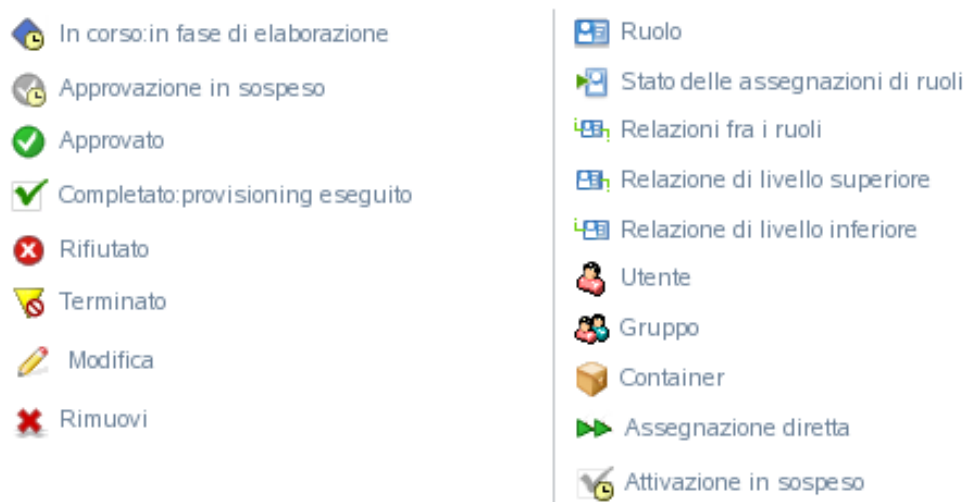 In corso:in fase di elaborazione
Approvazione in sospeso
Approvato
Completato:provisioning eseguito
Rifiutato
Terminato
Modifica
Rimuovi
Ruolo
Stato delle assegnazioni di ruoli
Relazioni fra i ruoli
Relazione di livello superiore
Relazione di livello inferiore
Utente
Gruppo
Container
Assegnazione diretta
Attivazione in sospeso